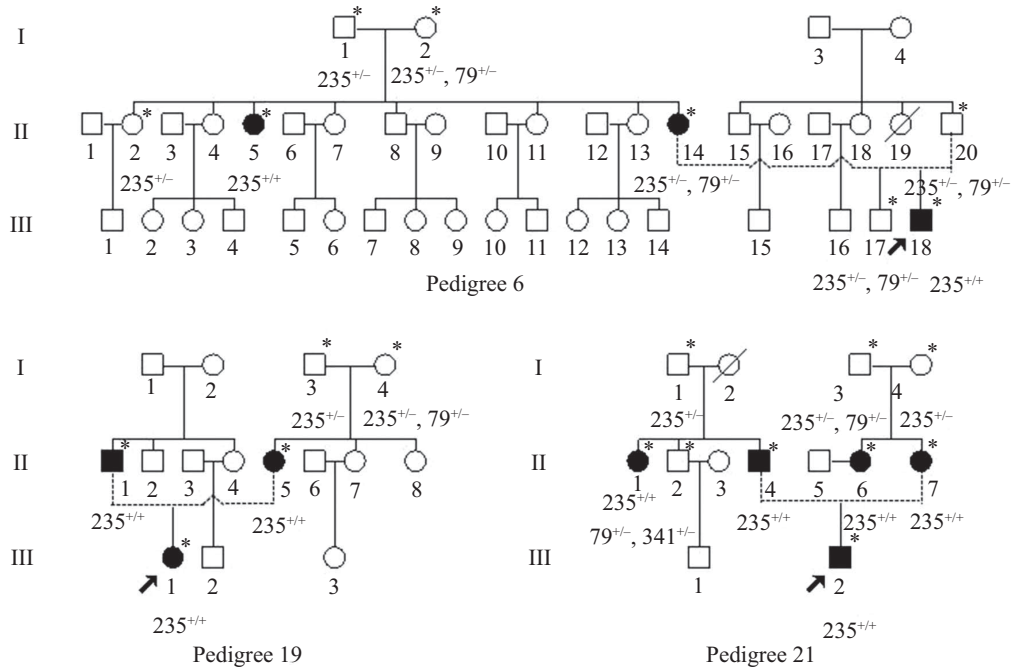 I
* *
1 2 3 4
235+/– 235+/–, 79+/–
II
* * * *
1 2 3 4 5 6 7 8 9 10 11 12 13 14 15 16 17 18 19 20
235+/– 235+/+ 235+/–, 79+/– 235+/–, 79+/–
III
* *
1 2 3 4 5 6 7 8 9 10 11 12 13 14 15 16 17 18
235+/–, 79+/– 235+/+
Pedigree 6
I
* *
1 2 3 4
235+/– 235+/–, 79+/–
II
* *
1 2 3 4 5 6 7 8
235+/+ 235+/+
III
*
1 2 3
235+/+
Pedigree 19
I
* * *
1 2 3 4
235+/– 235+/–, 79+/– 235+/–
II
* * * * *
1 2 3 4 5 6 7
235+/+ 235+/+ 235+/+ 235+/+
79+/–, 341+/–
III
*
1 2
235+/+
Pedigree 21